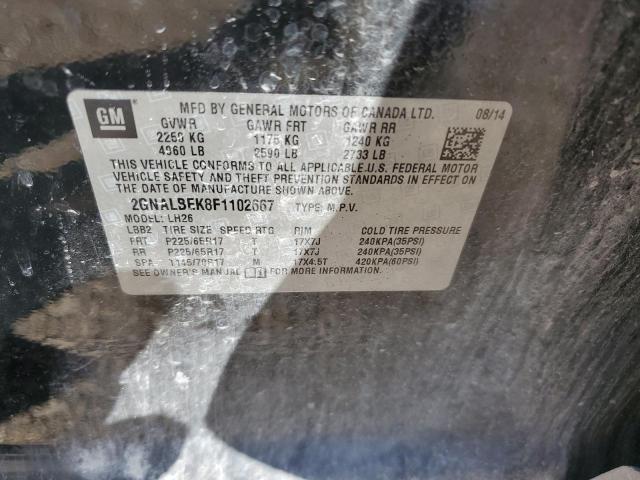 GM
MFD BY GENERAL MOTORS OF CANADA LTD. 08/14
GVWR GAWR FRT GAWR RR
2250 KG 1175 KG 1240 KG
4960 LB 2590 LB 2733 LB
THIS VEHICLE CONFORMS TO ALL APPLICABLE U.S. FEDERAL MOTOR
VEHICLE SAFETY AND THEFT PREVENTION STANDARDS IN EFFECT ON
THE DATE OF MANUFACTURE SHOWN ABOVE.
2GNALBEK8F1102667 TYPE: M.P.V.
MODEL: LH26
LBB2 TIRE SIZE SPEED RTG RIM COLD TIRE PRESSURE
FRT P225/65R17 T 17X7J 240KPA(35PSI)
RR P225/65R17 T 17X7J 240KPA(35PSI)
SPA T145/70R17 M 17X4.5T 420KPA(60PSI)
SEE OWNER'S MANUAL FOR MORE INFORMATION.